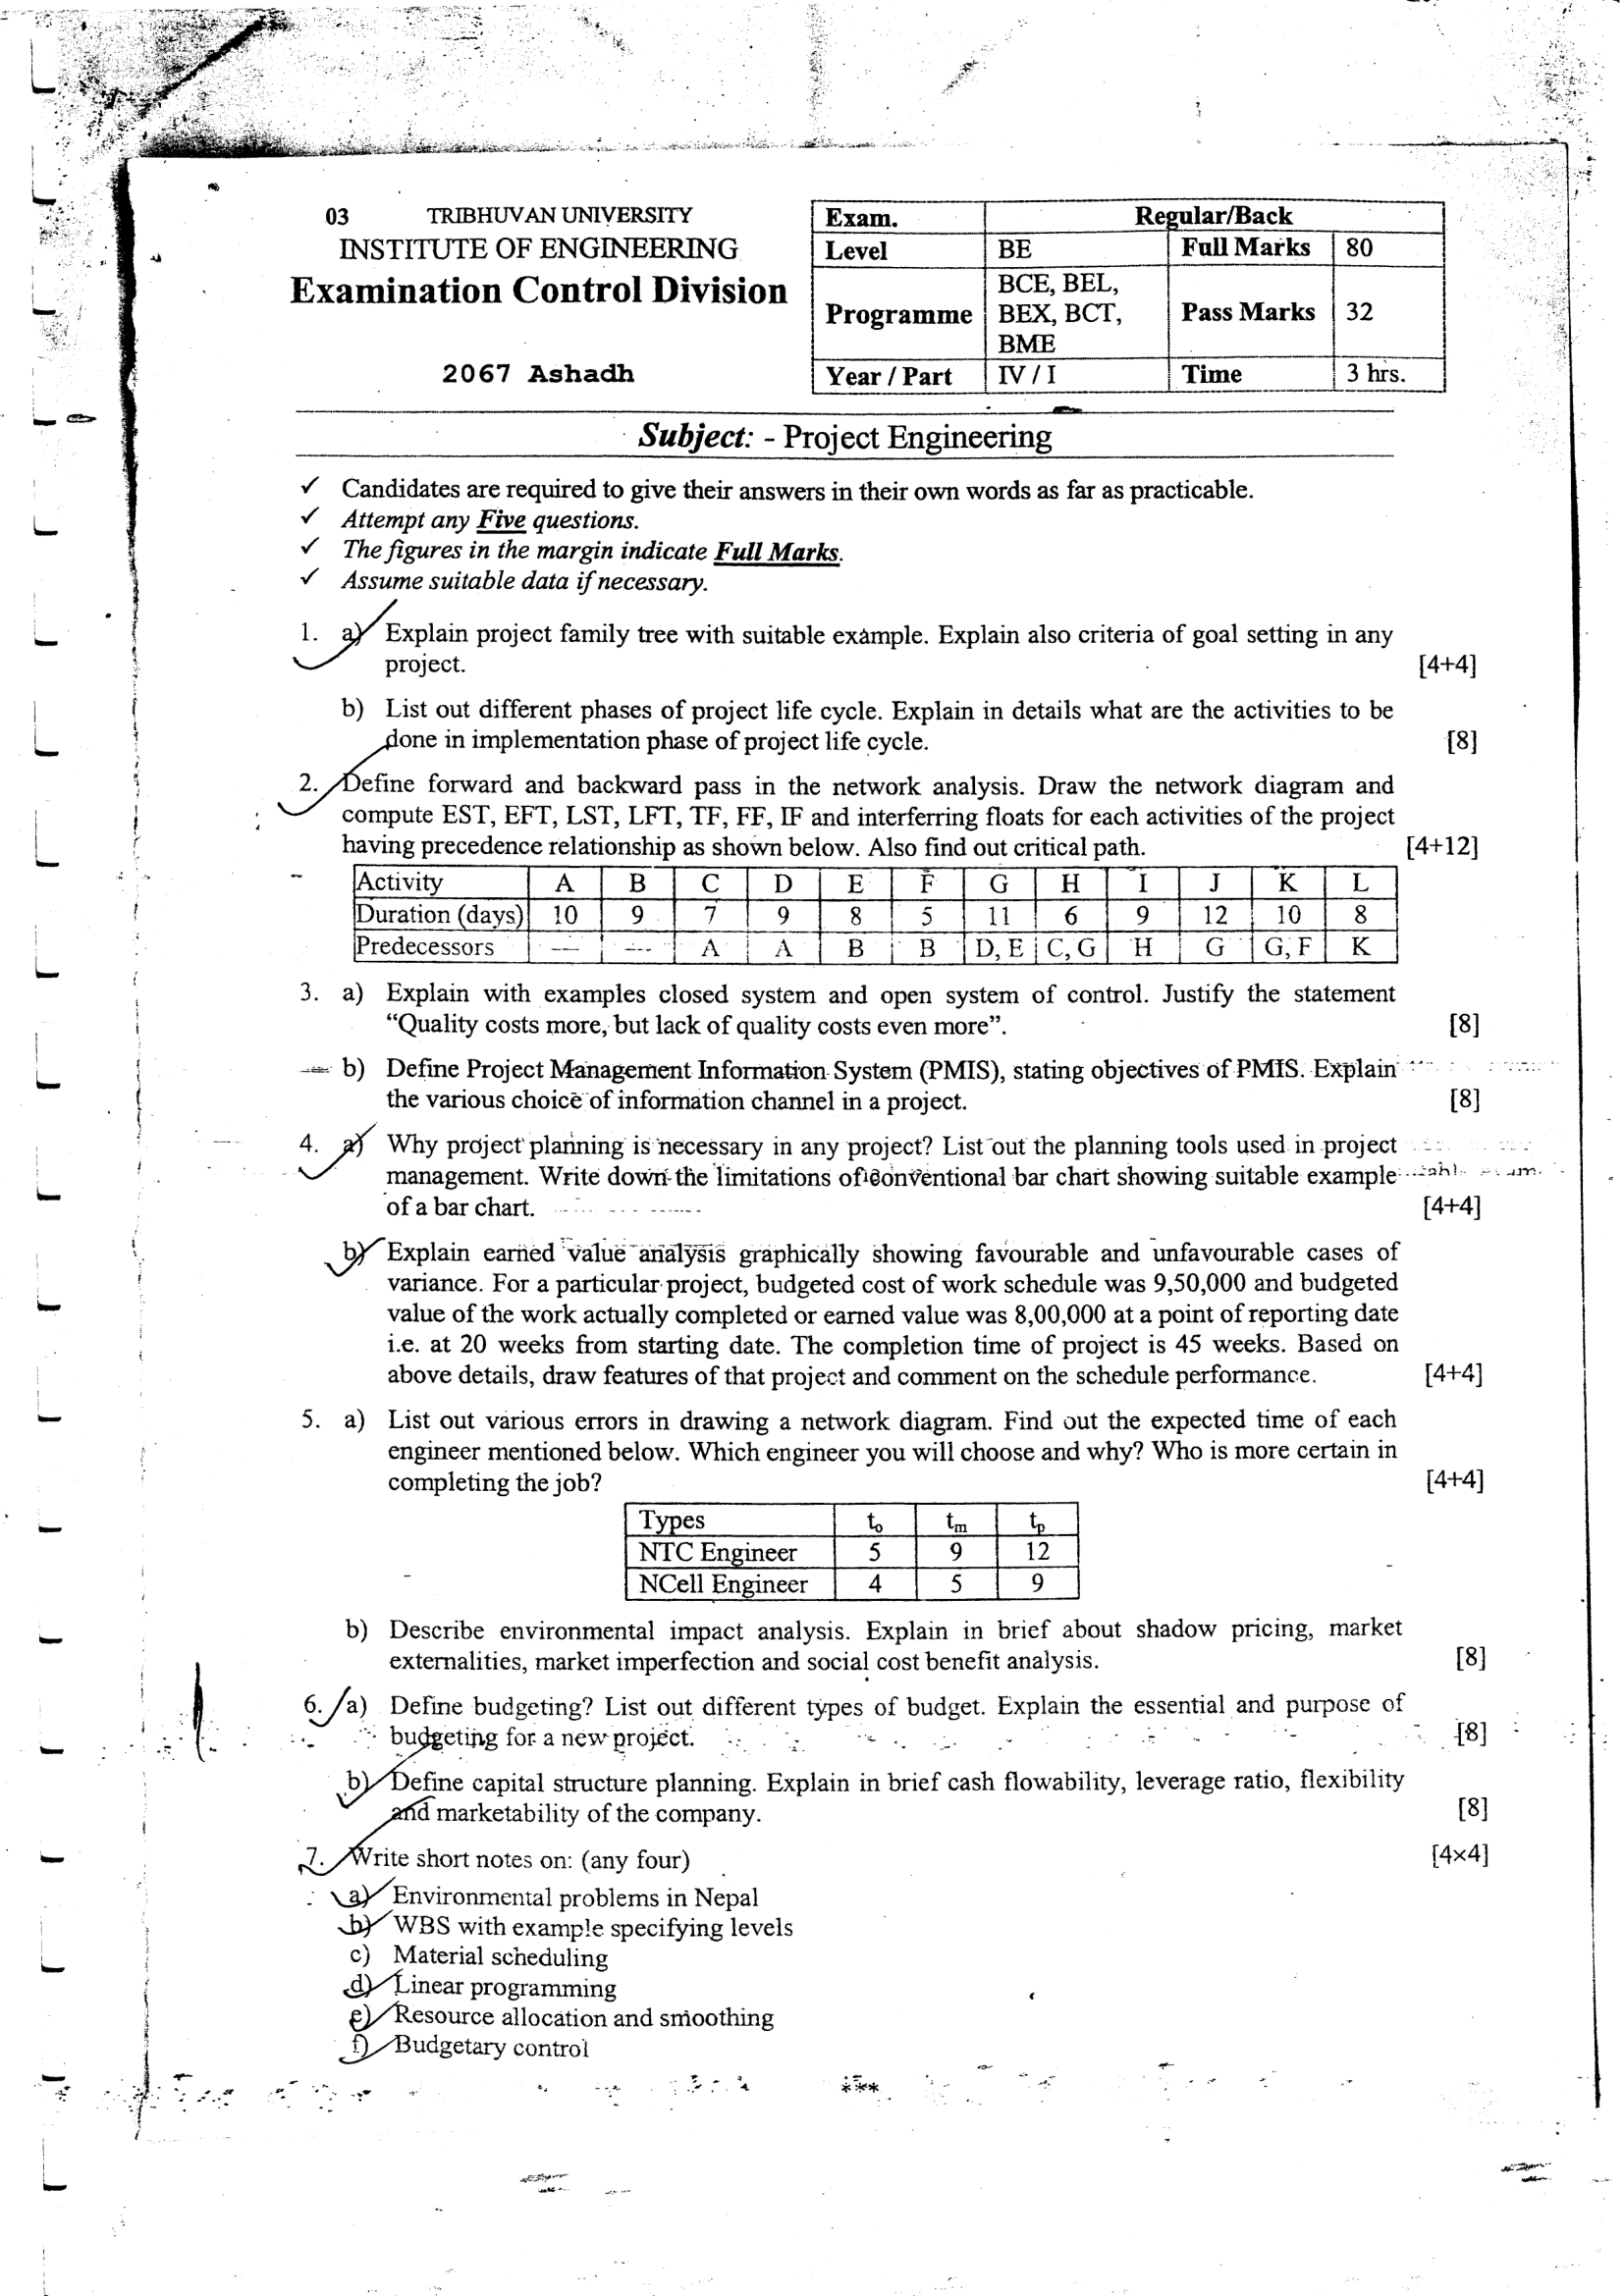 03 TRIBHUVAN UNIVERSITY
INSTITUTE OF ENGINEERING
Examination Control Division
2067 Ashadh
Exam. Regular/Back
Level BE Full Marks 80
Programme BCE, BEL, BEX, BCT, BME Pass Marks 32
Year / Part IV / I Time 3 hrs.
Subject: - Project Engineering
✓ Candidates are required to give their answers in their own words as far as practicable.
✓ Attempt any Five questions.
✓ The figures in the margin indicate Full Marks.
✓ Assume suitable data if necessary.
1. a) Explain project family tree with suitable example. Explain also criteria of goal setting in any
project. [4+4]
b) List out different phases of project life cycle. Explain in details what are the activities to be
done in implementation phase of project life cycle. [8]
2. Define forward and backward pass in the network analysis. Draw the network diagram and
compute EST, EFT, LST, LFT, TF, FF, IF and interferring floats for each activities of the project
having precedence relationship as shown below. Also find out critical path. [4+12]
Activity A B C D E F G H I J K L
Duration (days) 10 9 7 9 8 5 11 6 9 12 10 8
Predecessors — --- A A B B D, E C, G H G G, F K
3. a) Explain with examples closed system and open system of control. Justify the statement
“Quality costs more, but lack of quality costs even more”. [8]
b) Define Project Management Information System (PMIS), stating objectives of PMIS. Explain
the various choice of information channel in a project. [8]
4. a) Why project planning is necessary in any project? List out the planning tools used in project
management. Write down the limitations of conventional bar chart showing suitable example
of a bar chart. [4+4]
b) Explain earned value analysis graphically showing favourable and unfavourable cases of
variance. For a particular project, budgeted cost of work schedule was 9,50,000 and budgeted
value of the work actually completed or earned value was 8,00,000 at a point of reporting date
i.e. at 20 weeks from starting date. The completion time of project is 45 weeks. Based on
above details, draw features of that project and comment on the schedule performance. [4+4]
5. a) List out various errors in drawing a network diagram. Find out the expected time of each
engineer mentioned below. Which engineer you will choose and why? Who is more certain in
completing the job? [4+4]
Types to tm tp
NTC Engineer 5 9 12
NCell Engineer 4 5 9
b) Describe environmental impact analysis. Explain in brief about shadow pricing, market
externalities, market imperfection and social cost benefit analysis. [8]
6. a) Define budgeting? List out different types of budget. Explain the essential and purpose of
budgeting for a new project. [8]
b) Define capital structure planning. Explain in brief cash flowability, leverage ratio, flexibility
and marketability of the company. [8]
7. Write short notes on: (any four) [4×4]
a) Environmental problems in Nepal
b) WBS with example specifying levels
c) Material scheduling
d) Linear programming
e) Resource allocation and smoothing
f) Budgetary control
***